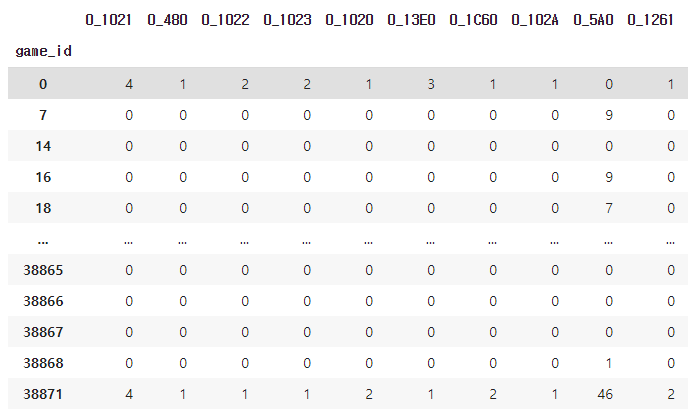 0_1021 0_480 0_1022 0_1023 0_1020 0_13E0 0_1C60 0_102A 0_5A0 0_1261
game_id
0 4 1 2 2 1 3 1 1 0 1
7 0 0 0 0 0 0 0 0 9 0
14 0 0 0 0 0 0 0 0 0 0
16 0 0 0 0 0 0 0 0 9 0
18 0 0 0 0 0 0 0 0 7 0
... ... ... ... ... ... ... ... ... ... ...
38865 0 0 0 0 0 0 0 0 0 0
38866 0 0 0 0 0 0 0 0 0 0
38867 0 0 0 0 0 0 0 0 0 0
38868 0 0 0 0 0 0 0 0 1 0
38871 4 1 1 1 2 1 2 1 46 2